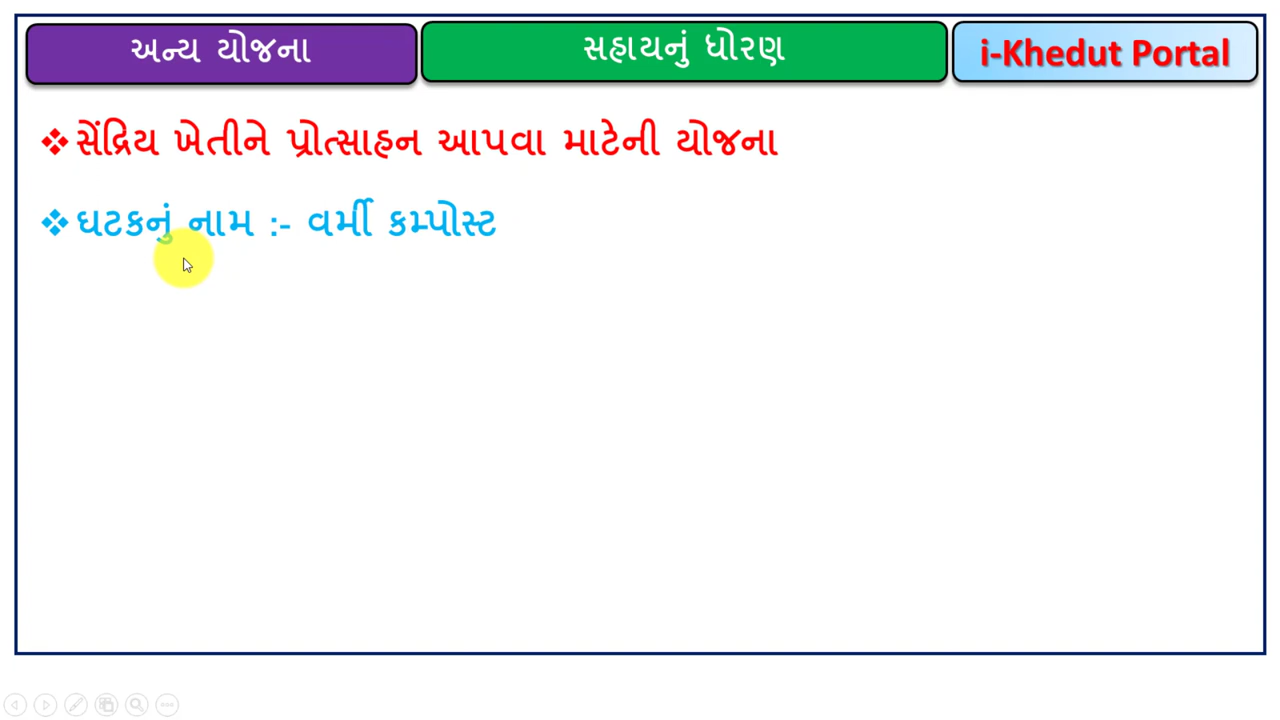 અન્ય યોજના
સહાયનું ધોરણ
i-Khedut Portal
❖સેંદ્રિય ખેતીને પ્રોત્સાહન આપવા માટેની યોજના
❖ઘટકનું નામ :- વર્મી કમ્પોસ્ટ